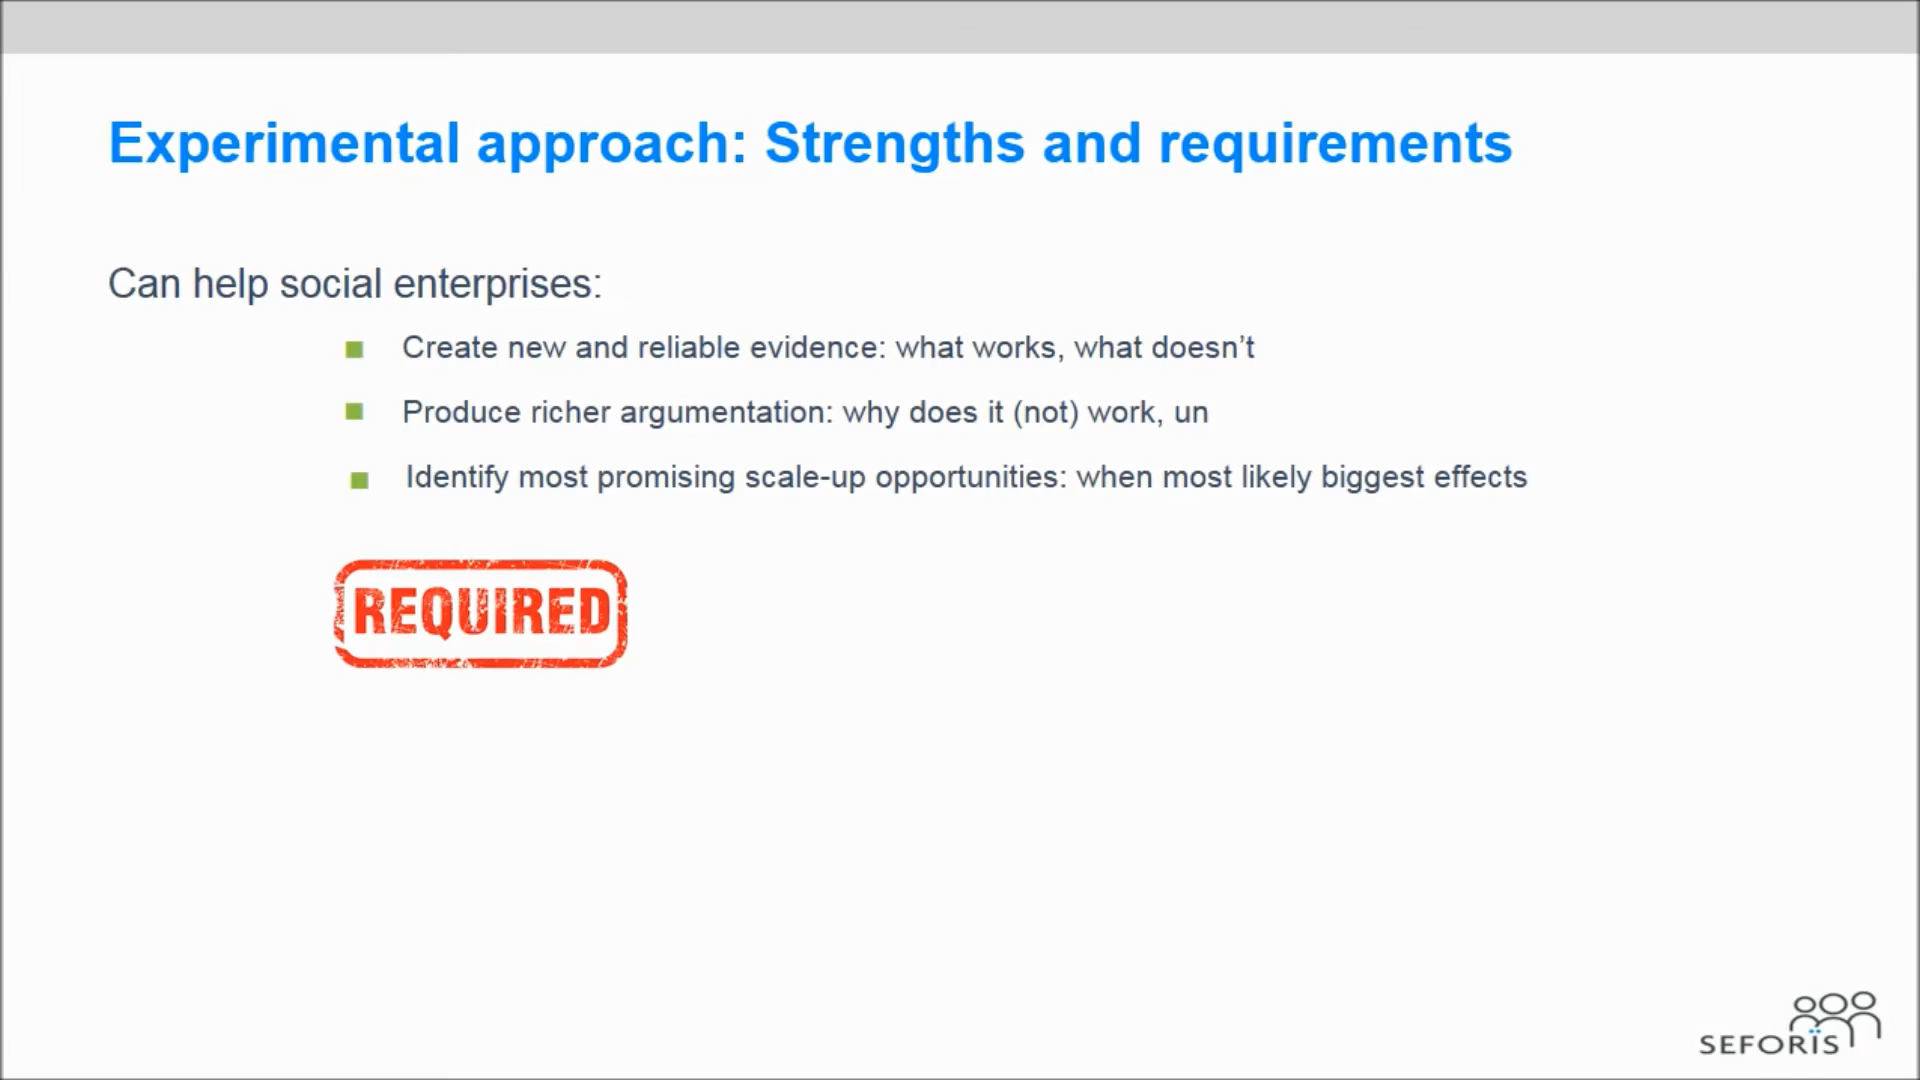 Experimental approach: Strengths and requirements
Can help social enterprises:
Create new and reliable evidence: what works, what doesn’t
Produce richer argumentation: why does it (not) work, un
Identify most promising scale-up opportunities: when most likely biggest effects
REQUIRED
SEFORÏS